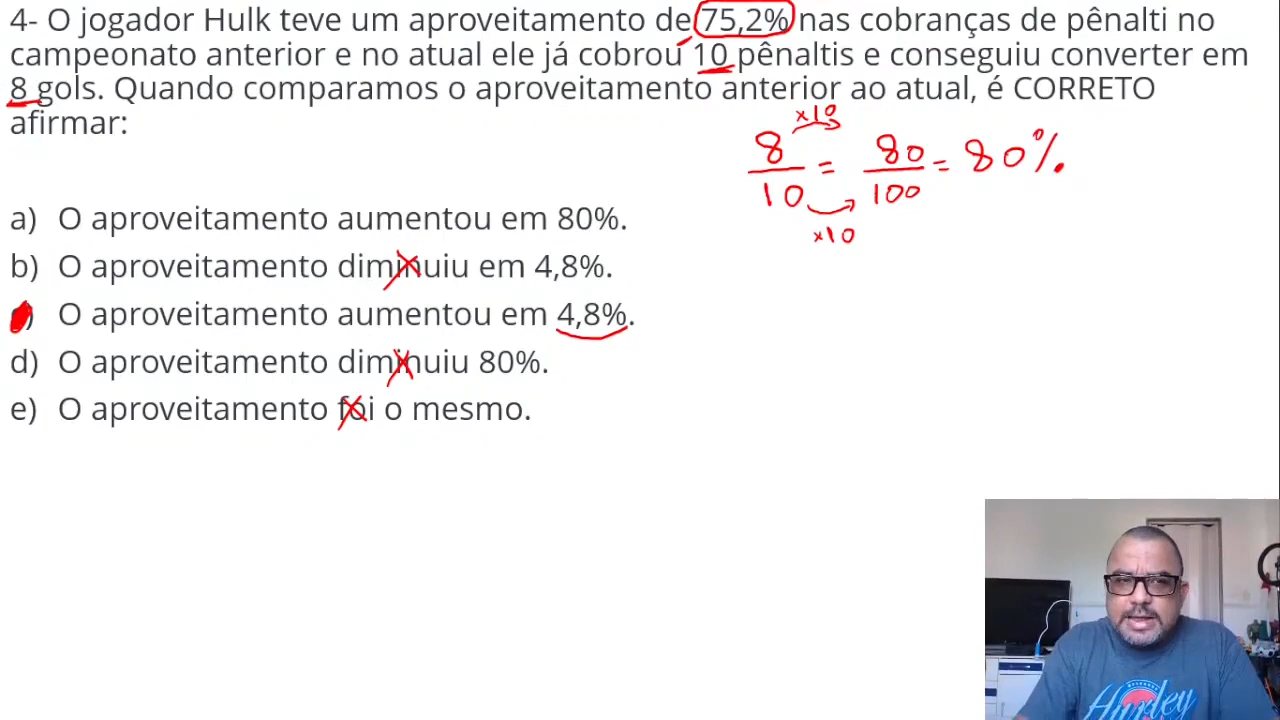 4- O jogador Hulk teve um aproveitamento de 75,2% nas cobranças de pênalti no
campeonato anterior e no atual ele já cobrou 10 pênaltis e conseguiu converter em
8 gols. Quando comparamos o aproveitamento anterior ao atual, é CORRETO
afirmar:
×10
8/10 = 80/100 = 80%
×10
a) O aproveitamento aumentou em 80%.
b) O aproveitamento diminuiu em 4,8%.
) O aproveitamento aumentou em 4,8%.
d) O aproveitamento diminuiu 80%.
e) O aproveitamento foi o mesmo.
Hurley